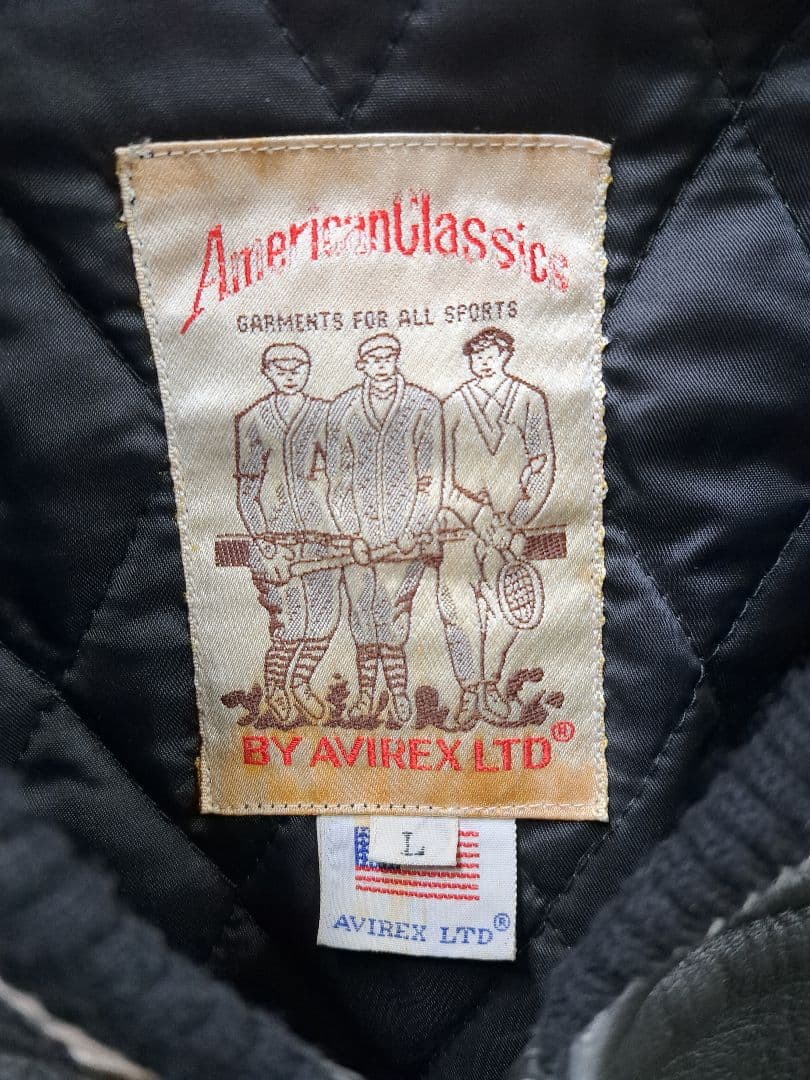 AmericanClassics
GARMENTS FOR ALL SPORTS
A
BY AVIREX LTD®
L
AVIREX LTD®